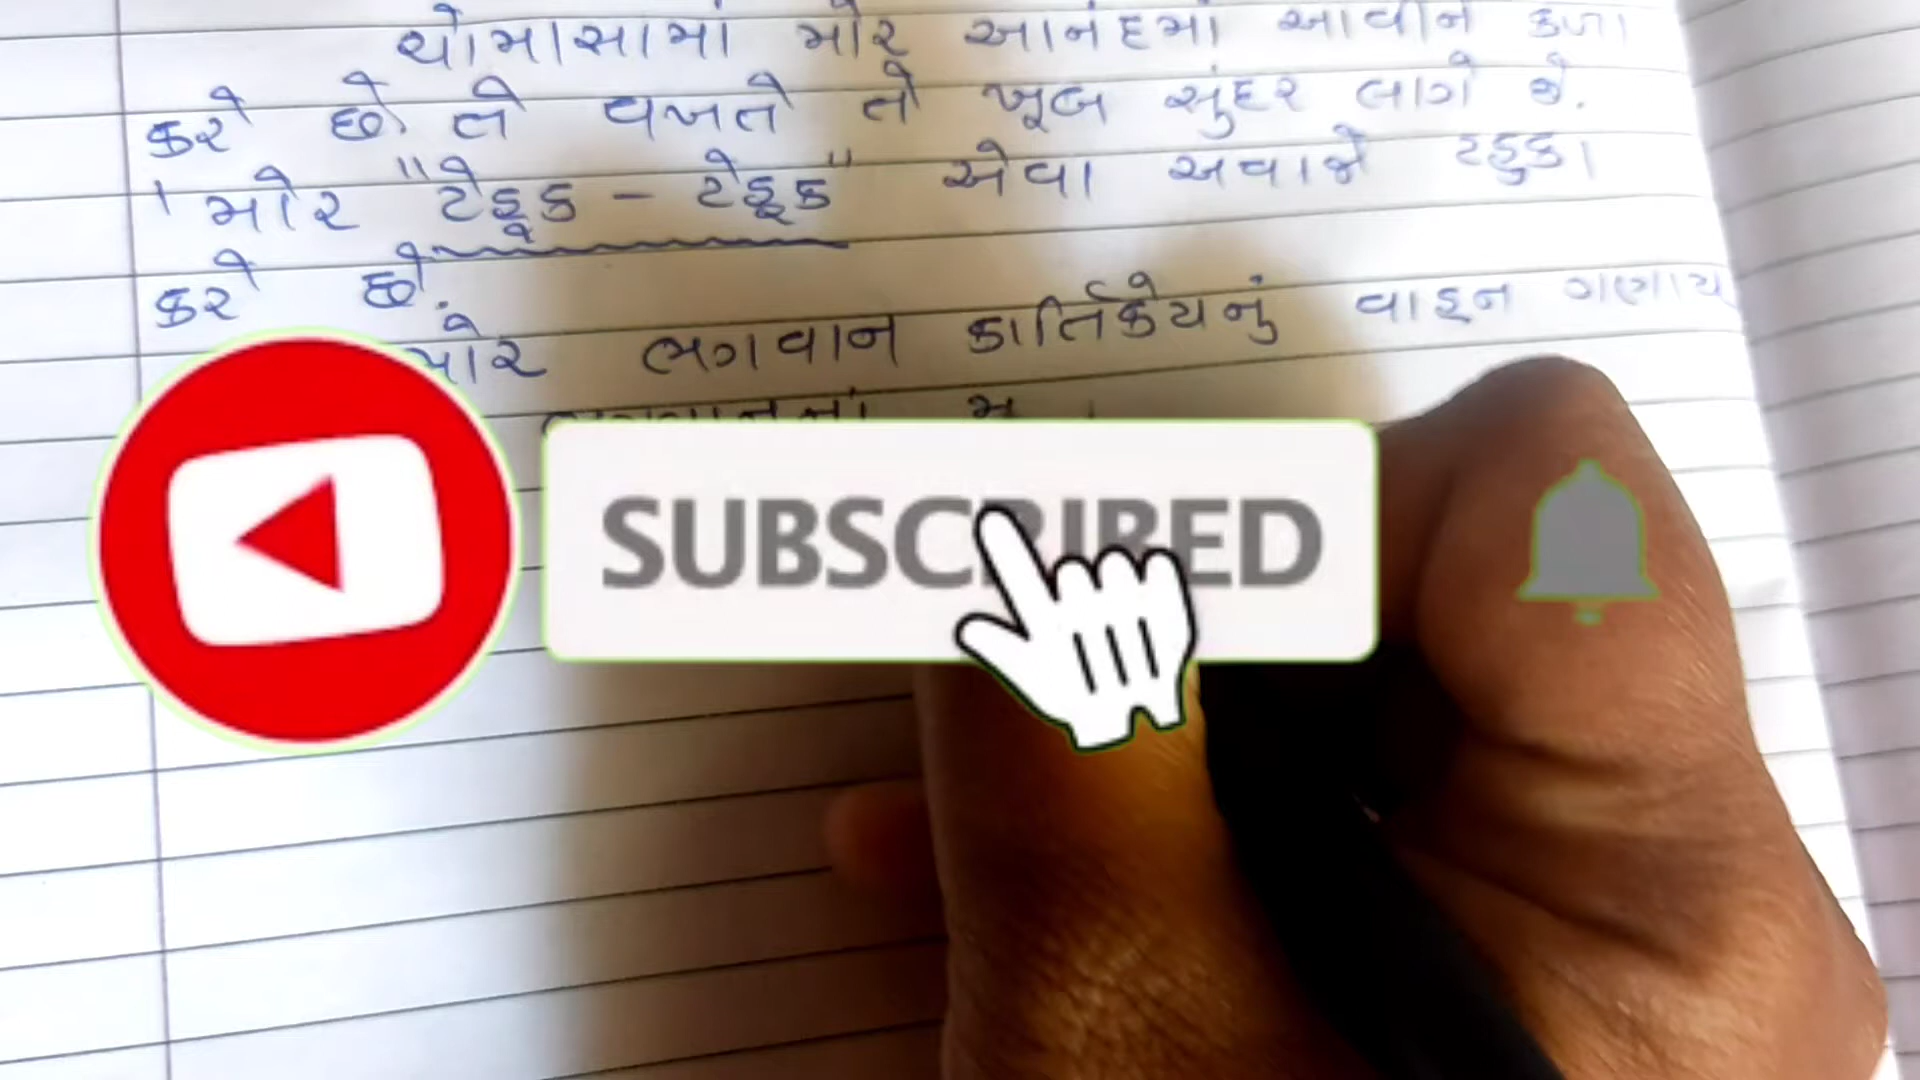 ચોમાસામાં મોર આનંદમાં આવીને કળા
કરે છે. તે વખતે તે ખૂબ સુંદર લાગે છે.
મોર "ટેહૂક - ટેહૂક" એવા અવાજે ટહુકા
કરે છે.
મોર ભગવાન કાર્તિકેયનું વાહન ગણાય
SUBSCRIBED